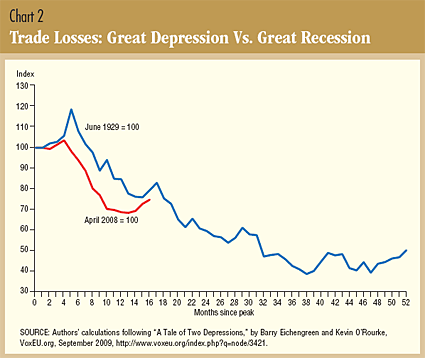 Chart 2
Trade Losses: Great Depression Vs. Great Recession
Index
130
120
110
100
90
80
70
60
50
40
30
June 1929 = 100
April 2008 = 100
0 2 4 6 8 10 12 14 16 18 20 22 24 26 28 30 32 34 36 38 40 42 44 46 48 50 52
Months since peak
SOURCE: Authors' calculations following "A Tale of Two Depressions," by Barry Eichengreen and Kevin O'Rourke,
VoxEU.org, September 2009, http://www.voxeu.org/index.php?q=node/3421.